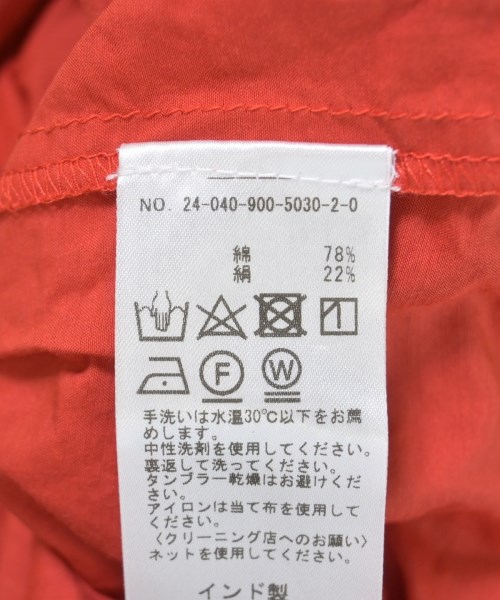 NO. 24-040-900-5030-2-0
綿 78%
絹 22%
F W
手洗いは水温30℃以下をお薦
めします。
中性洗剤を使用してください。
裏返して洗ってください。
タンブラー乾燥はお避けくだ
さい。
アイロンは当て布を使用して
ください。
〈クリーニング店へのお願い〉
ネットを使用してください。
インド製